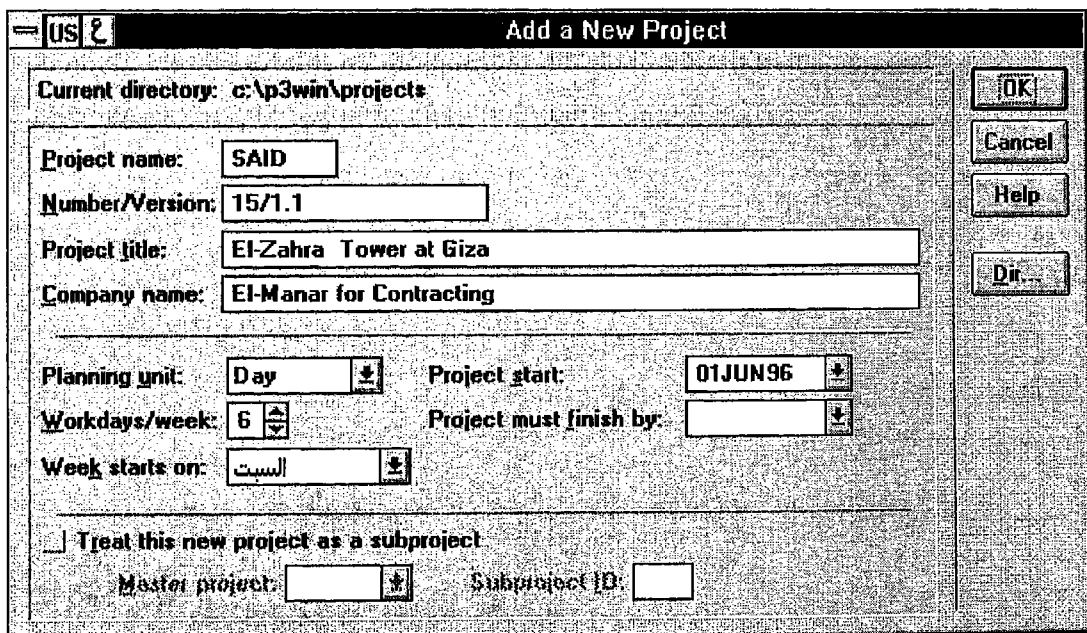 US ع Add a New Project
Current directory: c:\p3win\projects
OK
Cancel
Help
Dir...
Project name: SAID
Number/Version: 15/1.1
Project title: El-Zahra Tower at Giza
Company name: El-Manar for Contracting
Planning unit: Day Project start: 01JUN96
Workdays/week: 6 Project must finish by:
Week starts on: السبت
Treat this new project as a subproject
Master project: Subproject ID: